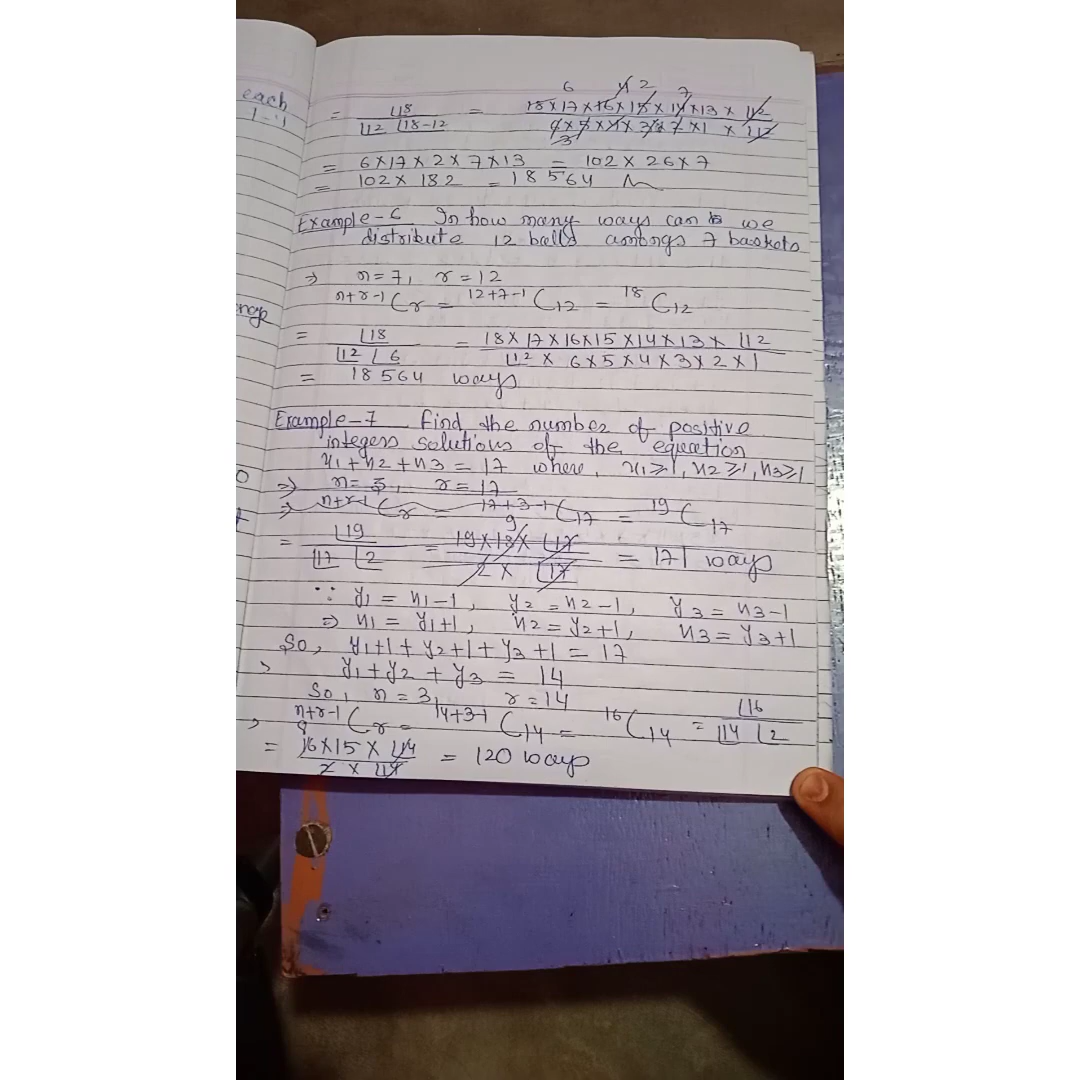 each
= ∟18 / ∟12 ∟18-12 = 18×17×16×15×14×13×∟12 / 3×1×∟12
= 6×17×2×7×13 = 102×26×7
= 102×182 = 18564
Example-6 In how many ways can we
distribute 12 balls amongs 7 baskets
⇒ n=7, r=12
n+r-1Cr = 12+7-1C12 = 18C12
= ∟18 / ∟12 ∟6 = 18×17×16×15×14×13×∟12 / ∟12×6×5×4×3×2×1
= 18564 ways
Example-7 Find the number of positive
integers solutions of the equection
x1+x2+x3=17 where, x1≥1, x2≥1, x3≥1
⇒ n=3, r=17
⇒ n+r-1Cr = 17+3-1C17 = 19C17
= ∟19 / ∟17 ∟2 = 19×18×∟17 / 2×∟17 = 171 ways
∵ y1 = x1-1, y2 = x2-1, y3 = x3-1
⇒ x1 = y1+1, x2 = y2+1, x3 = y3+1
So, y1+1+y2+1+y3+1=17
y1+y2+y3 = 14
So, n=3, r=14
n+r-1Cr = 14+3-1C14 = 16C14 = ∟16 / ∟14 ∟2
= 16×15×∟14 / 2×∟14 = 120 ways